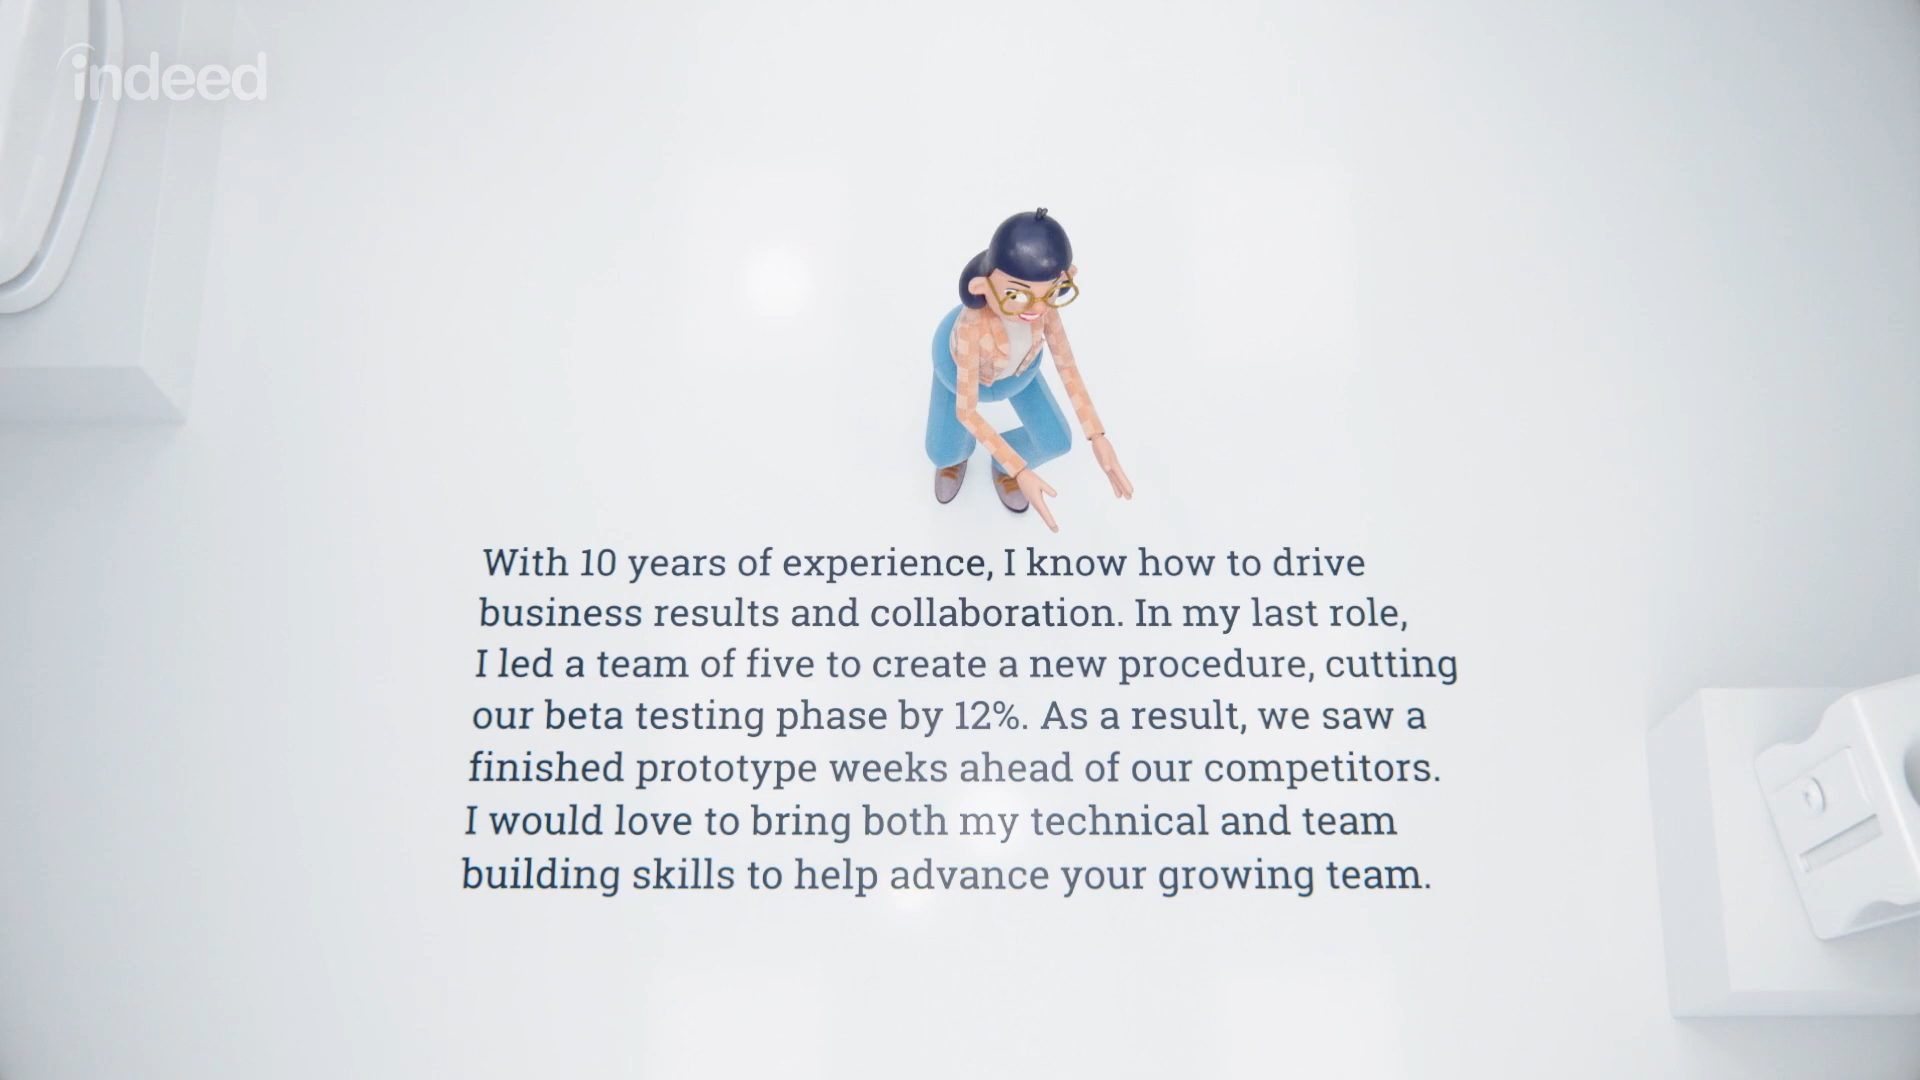 indeed
With 10 years of experience, I know how to drive
business results and collaboration. In my last role,
I led a team of five to create a new procedure, cutting
our beta testing phase by 12%. As a result, we saw a
finished prototype weeks ahead of our competitors.
I would love to bring both my technical and team
building skills to help advance your growing team.